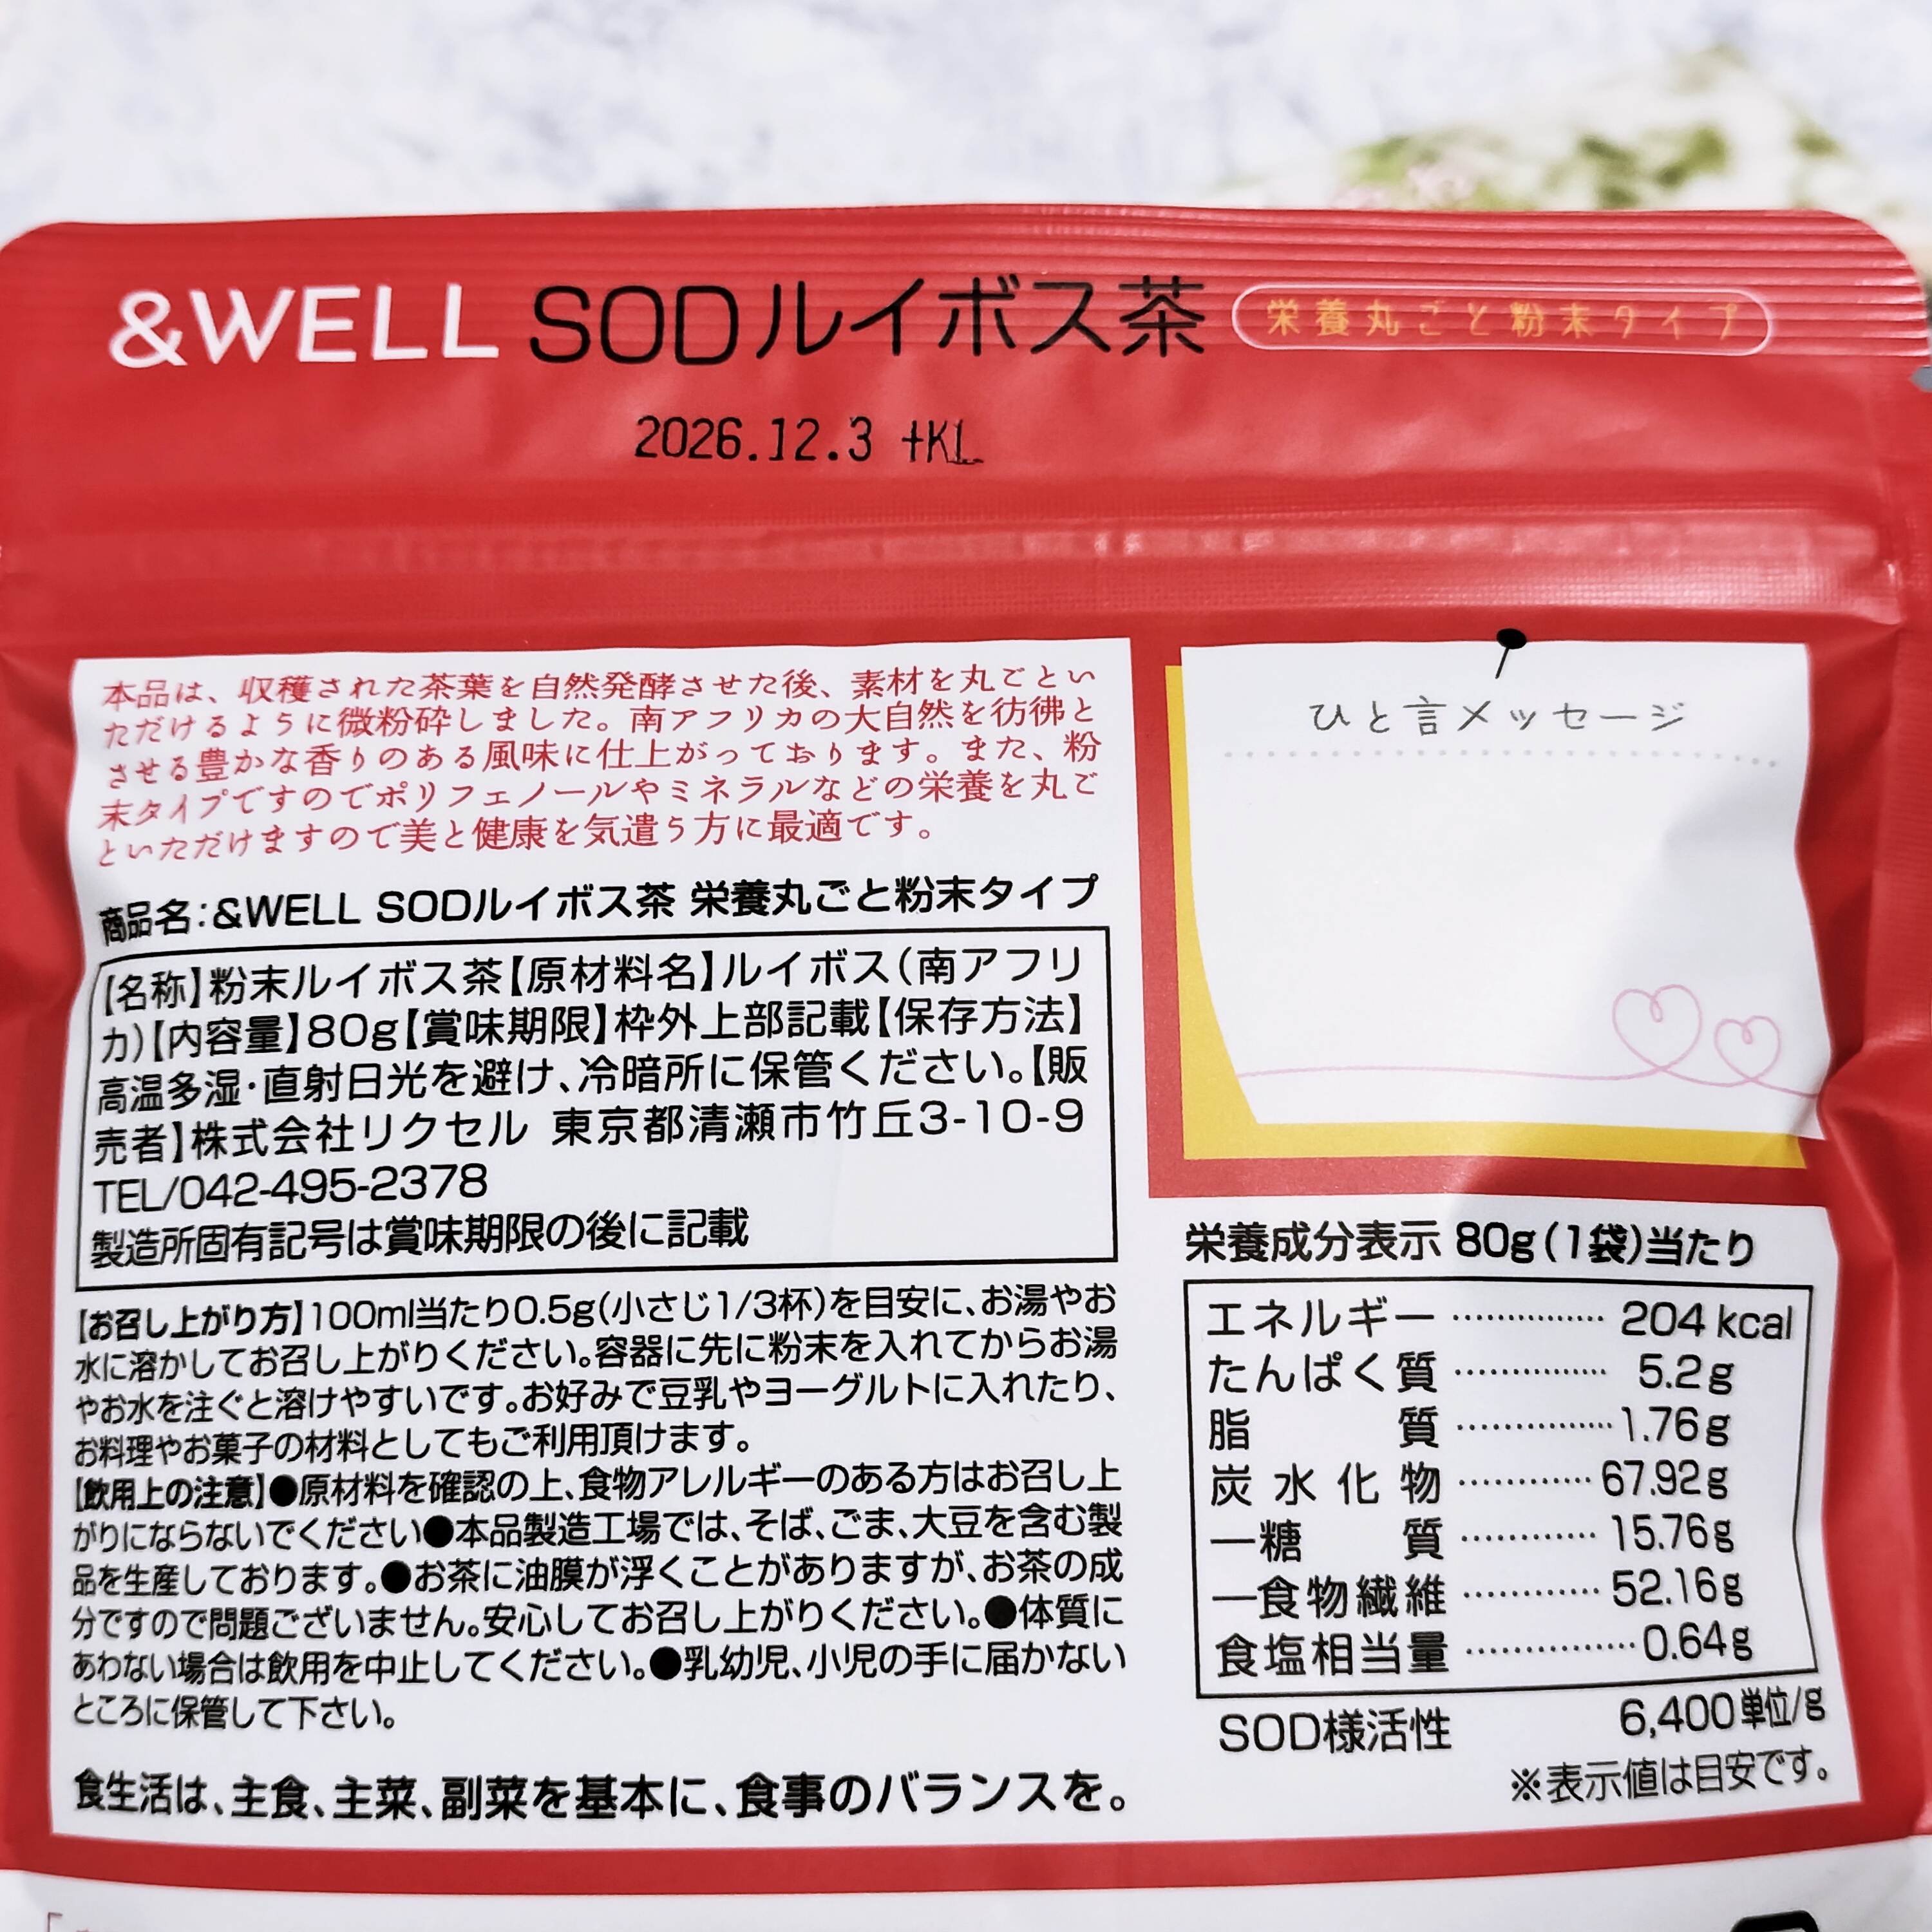 &WELL SODルイボス茶 栄養丸ごと粉末タイプ
2026.12.3 +KL
本品は、収穫された茶葉を自然発酵させた後、素材を丸ごとい
ただけるように微粉砕しました。南アフリカの大自然を彷彿と
させる豊かな香りのある風味に仕上がっております。また、粉
末タイプですのでポリフェノールやミネラルなどの栄養を丸ご
といただけますので美と健康を気遣う方に最適です。
商品名:&WELL SODルイボス茶 栄養丸ごと粉末タイプ
【名称】粉末ルイボス茶【原材料名】ルイボス(南アフリ
カ)【内容量】80g【賞味期限】枠外上部記載【保存方法】
高温多湿・直射日光を避け、冷暗所に保管ください。【販
売者】株式会社リクセル 東京都清瀬市竹丘3-10-9
TEL/042-495-2378
製造所固有記号は賞味期限の後に記載
【お召し上がり方】100ml当たり0.5g(小さじ1/3杯)を目安に、お湯やお
水に溶かしてお召し上がりください。容器に先に粉末を入れてからお湯
やお水を注ぐと溶けやすいです。お好みで豆乳やヨーグルトに入れたり、
お料理やお菓子の材料としてもご利用頂けます。
【飲用上の注意】●原材料を確認の上、食物アレルギーのある方はお召し上
がりにならないでください●本品製造工場では、そば、ごま、大豆を含む製
品を生産しております。●お茶に油膜が浮くことがありますが、お茶の成
分ですので問題ございません。安心してお召し上がりください。●体質に
あわない場合は飲用を中止してください。●乳幼児、小児の手に届かない
ところに保管して下さい。
食生活は、主食、主菜、副菜を基本に、食事のバランスを。
ひと言メッセージ
栄養成分表示 80g(1袋)当たり
エネルギー ………… 204 kcal
たんぱく質 ………… 5.2g
脂質 ………… 1.76g
炭水化物 ………… 67.92g
―糖質 ………… 15.76g
―食物繊維 ………… 52.16g
食塩相当量 ………… 0.64g
SOD様活性 6,400単位/g
※表示値は目安です。